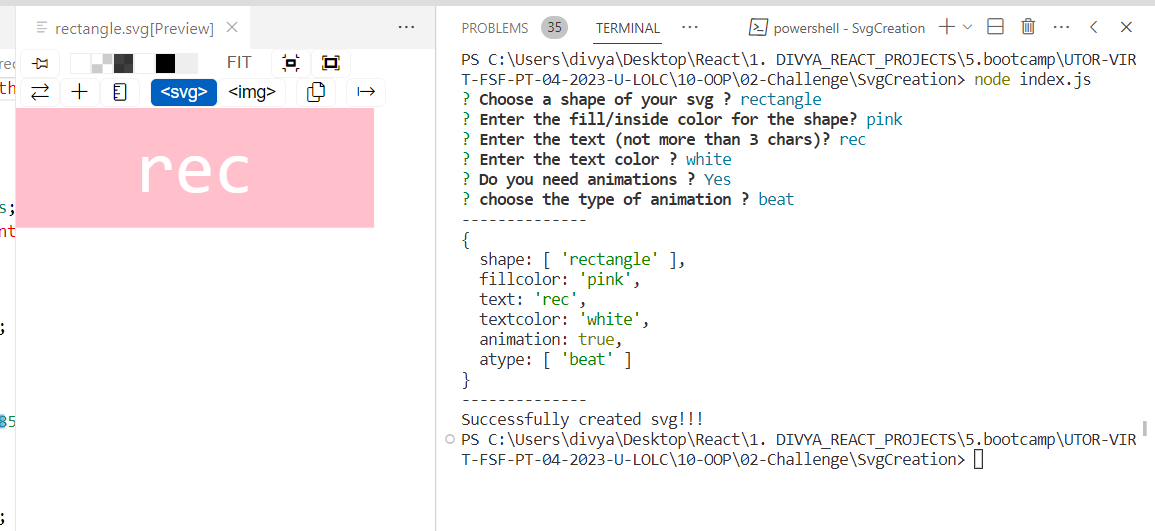 rectangle.svg[Preview]
FIT
<svg> <img>
rec
PROBLEMS 35 TERMINAL powershell - SvgCreation
PS C:\Users\divya\Desktop\React\1. DIVYA_REACT_PROJECTS\5.bootcamp\UTOR-VIR
T-FSF-PT-04-2023-U-LOLC\10-OOP\02-Challenge\SvgCreation> node index.js
? Choose a shape of your svg ? rectangle
? Enter the fill/inside color for the shape? pink
? Enter the text (not more than 3 chars)? rec
? Enter the text color ? white
? Do you need animations ? Yes
? choose the type of animation ? beat
--------------
{
  shape: [ 'rectangle' ],
  fillcolor: 'pink',
  text: 'rec',
  textcolor: 'white',
  animation: true,
  atype: [ 'beat' ]
}
--------------
Successfully created svg!!!
PS C:\Users\divya\Desktop\React\1. DIVYA_REACT_PROJECTS\5.bootcamp\UTOR-VIR
T-FSF-PT-04-2023-U-LOLC\10-OOP\02-Challenge\SvgCreation>